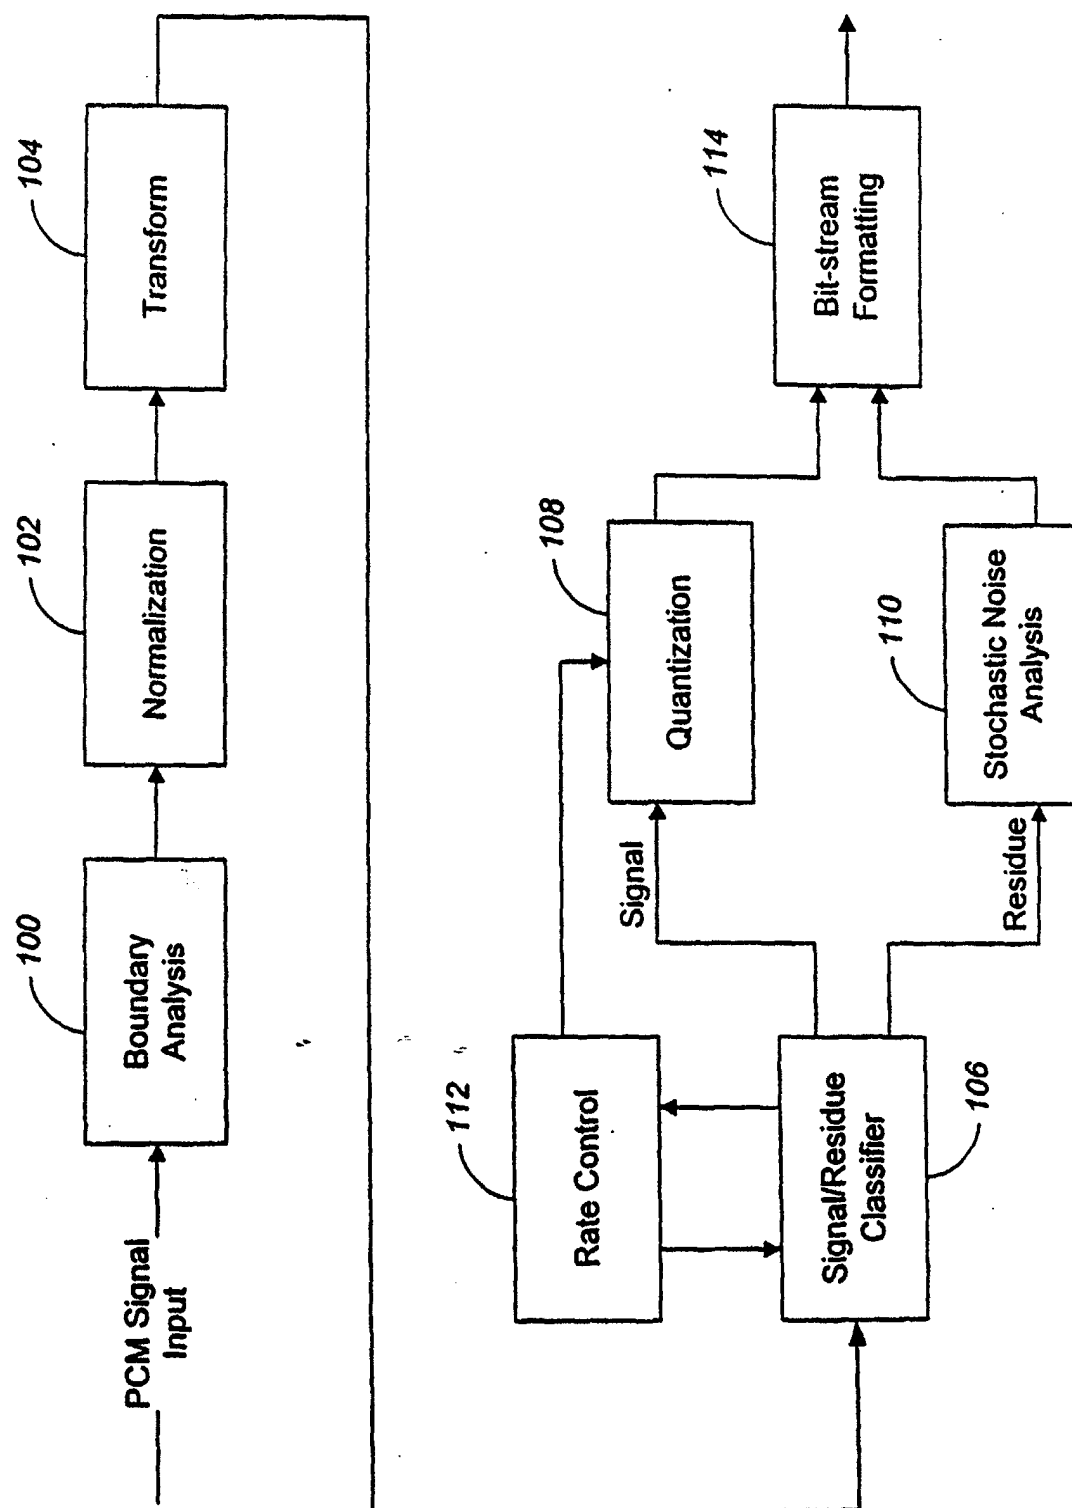 PCM Signal
Input
100
Boundary
Analysis
102
Normalization
104
Transform
112
Rate Control
Signal/Residue
Classifier
106
Signal
Residue
108
Quantization
110
Stochastic Noise
Analysis
114
Bit-stream
Formatting